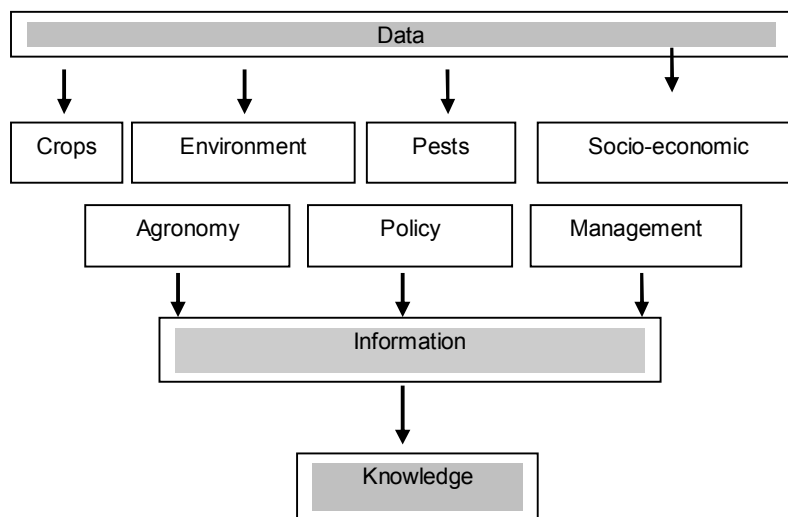 Data
Crops Environment Pests Socio-economic
Agronomy Policy Management
Information
Knowledge